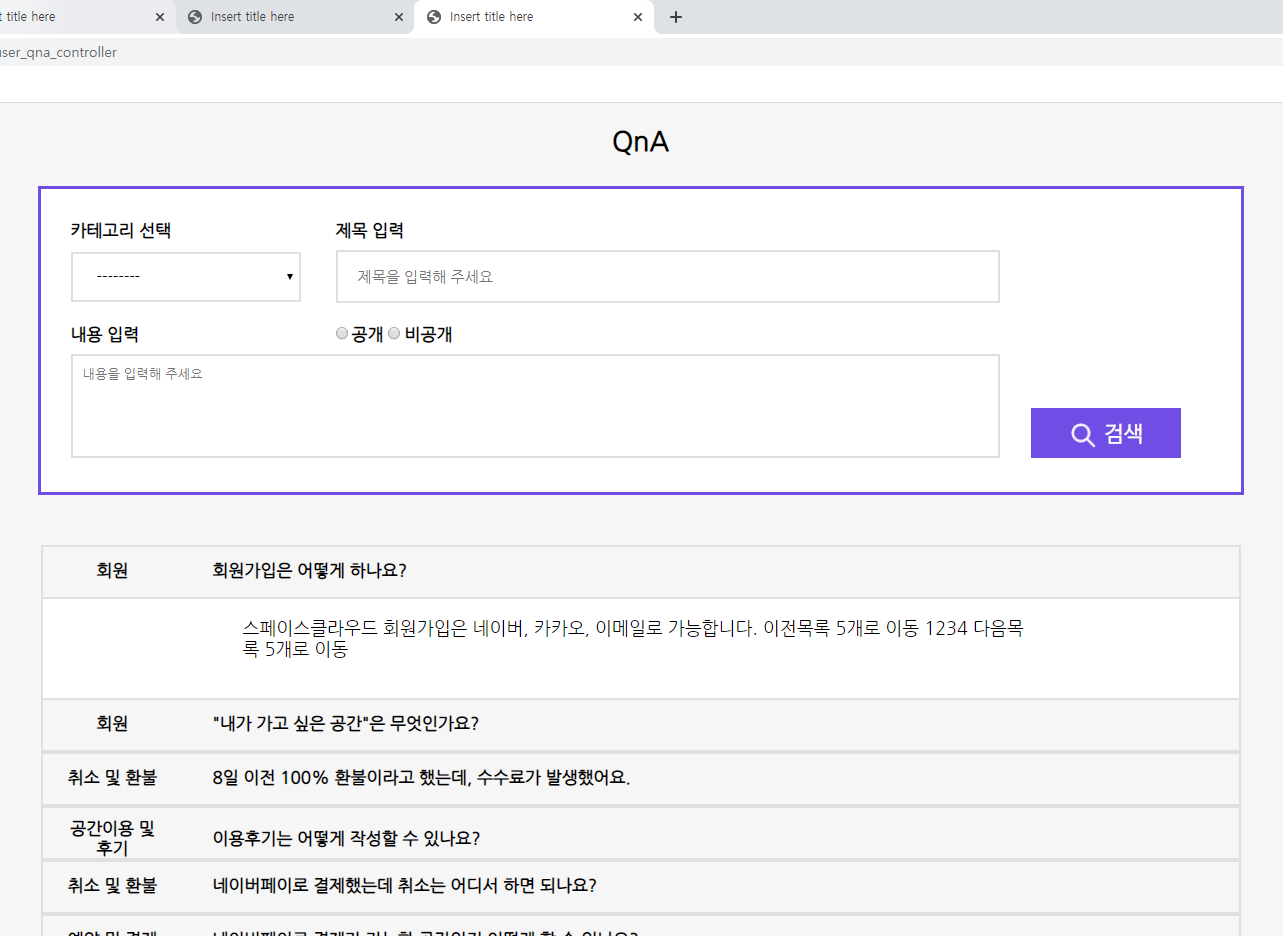 title here Insert title here Insert title here
user_qna_controller
QnA
카테고리 선택 제목 입력
-------- 제목을 입력해 주세요
내용 입력 공개 비공개
내용을 입력해 주세요
검색
회원 회원가입은 어떻게 하나요?
스페이스클라우드 회원가입은 네이버, 카카오, 이메일로 가능합니다. 이전목록 5개로 이동 1234 다음목
록 5개로 이동
회원 "내가 가고 싶은 공간"은 무엇인가요?
취소 및 환불 8일 이전 100% 환불이라고 했는데, 수수료가 발생했어요.
공간이용 및
후기 이용후기는 어떻게 작성할 수 있나요?
취소 및 환불 네이버페이로 결제했는데 취소는 어디서 하면 되나요?